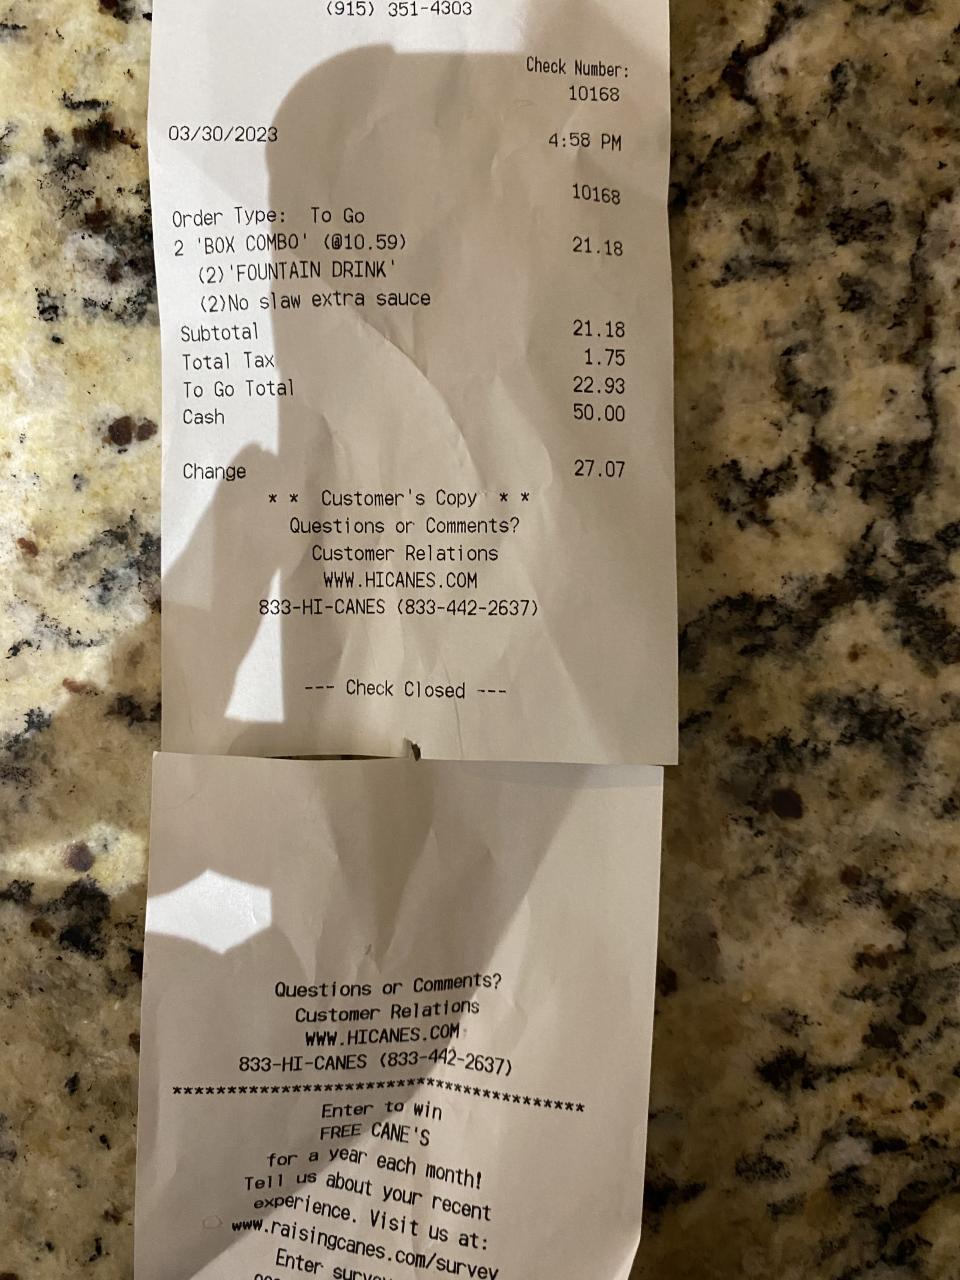 (915) 351-4303
Check Number:
10168
03/30/2023 4:58 PM
10168
Order Type: To Go
2 'BOX COMBO' (@10.59) 21.18
(2)'FOUNTAIN DRINK'
(2)No slaw extra sauce
Subtotal 21.18
Total Tax 1.75
To Go Total 22.93
Cash 50.00
Change 27.07
* * Customer's Copy * *
Questions or Comments?
Customer Relations
WWW.HICANES.COM
833-HI-CANES (833-442-2637)
--- Check Closed ---
Questions or Comments?
Customer Relations
WWW.HICANES.COM
833-HI-CANES (833-442-2637)
****************************************
Enter to win
FREE CANE'S
for a year each month!
Tell us about your recent
experience. Visit us at:
www.raisingcanes.com/survey
Enter